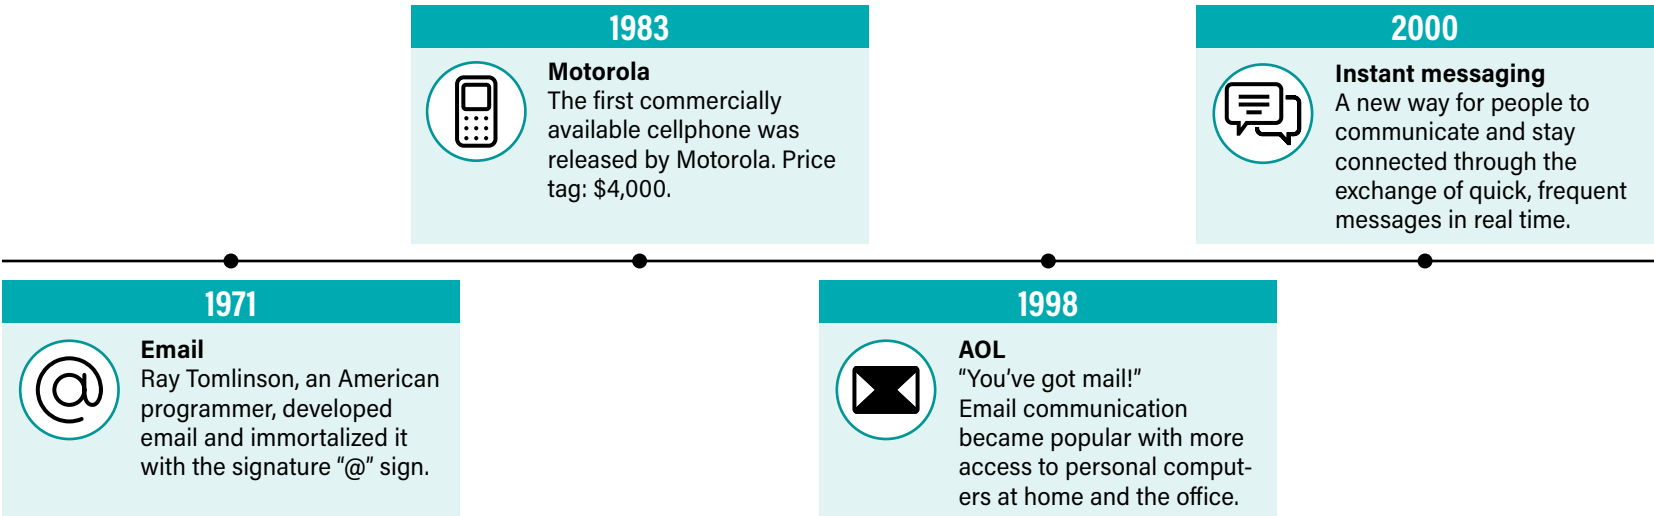 1983
Motorola
The first commercially
available cellphone was
released by Motorola. Price
tag: $4,000.
2000
Instant messaging
A new way for people to
communicate and stay
connected through the
exchange of quick, frequent
messages in real time.
1971
Email
Ray Tomlinson, an American
programmer, developed
email and immortalized it
with the signature “@” sign.
1998
AOL
“You’ve got mail!”
Email communication
became popular with more
access to personal comput-
ers at home and the office.